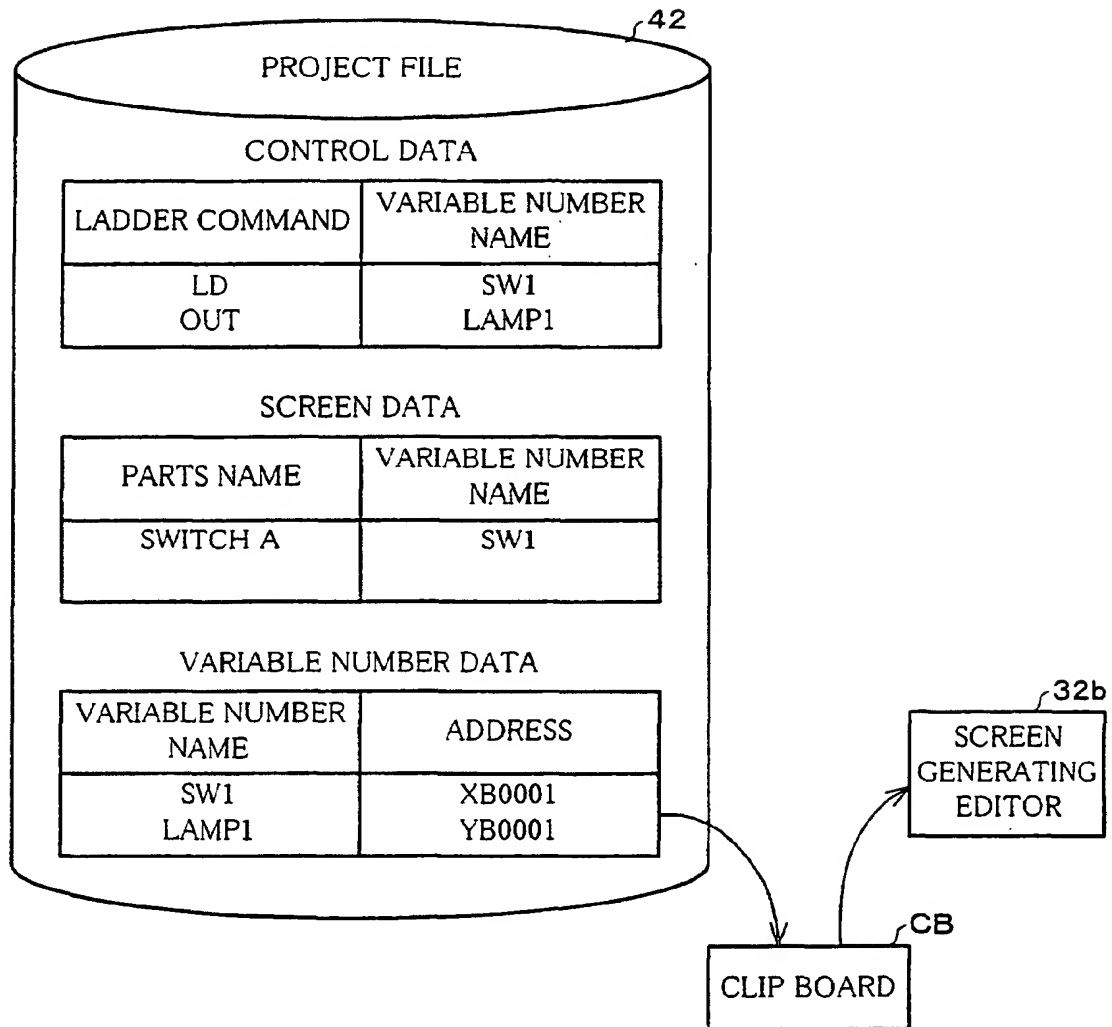 42
PROJECT FILE
CONTROL DATA
LADDER COMMAND
VARIABLE NUMBER
NAME
LD
SW1
OUT
LAMP1
SCREEN DATA
PARTS NAME
VARIABLE NUMBER
NAME
SWITCH A
SW1
VARIABLE NUMBER DATA
VARIABLE NUMBER
NAME
ADDRESS
SW1
XB0001
LAMP1
YB0001
32b
SCREEN
GENERATING
EDITOR
CB
CLIP BOARD